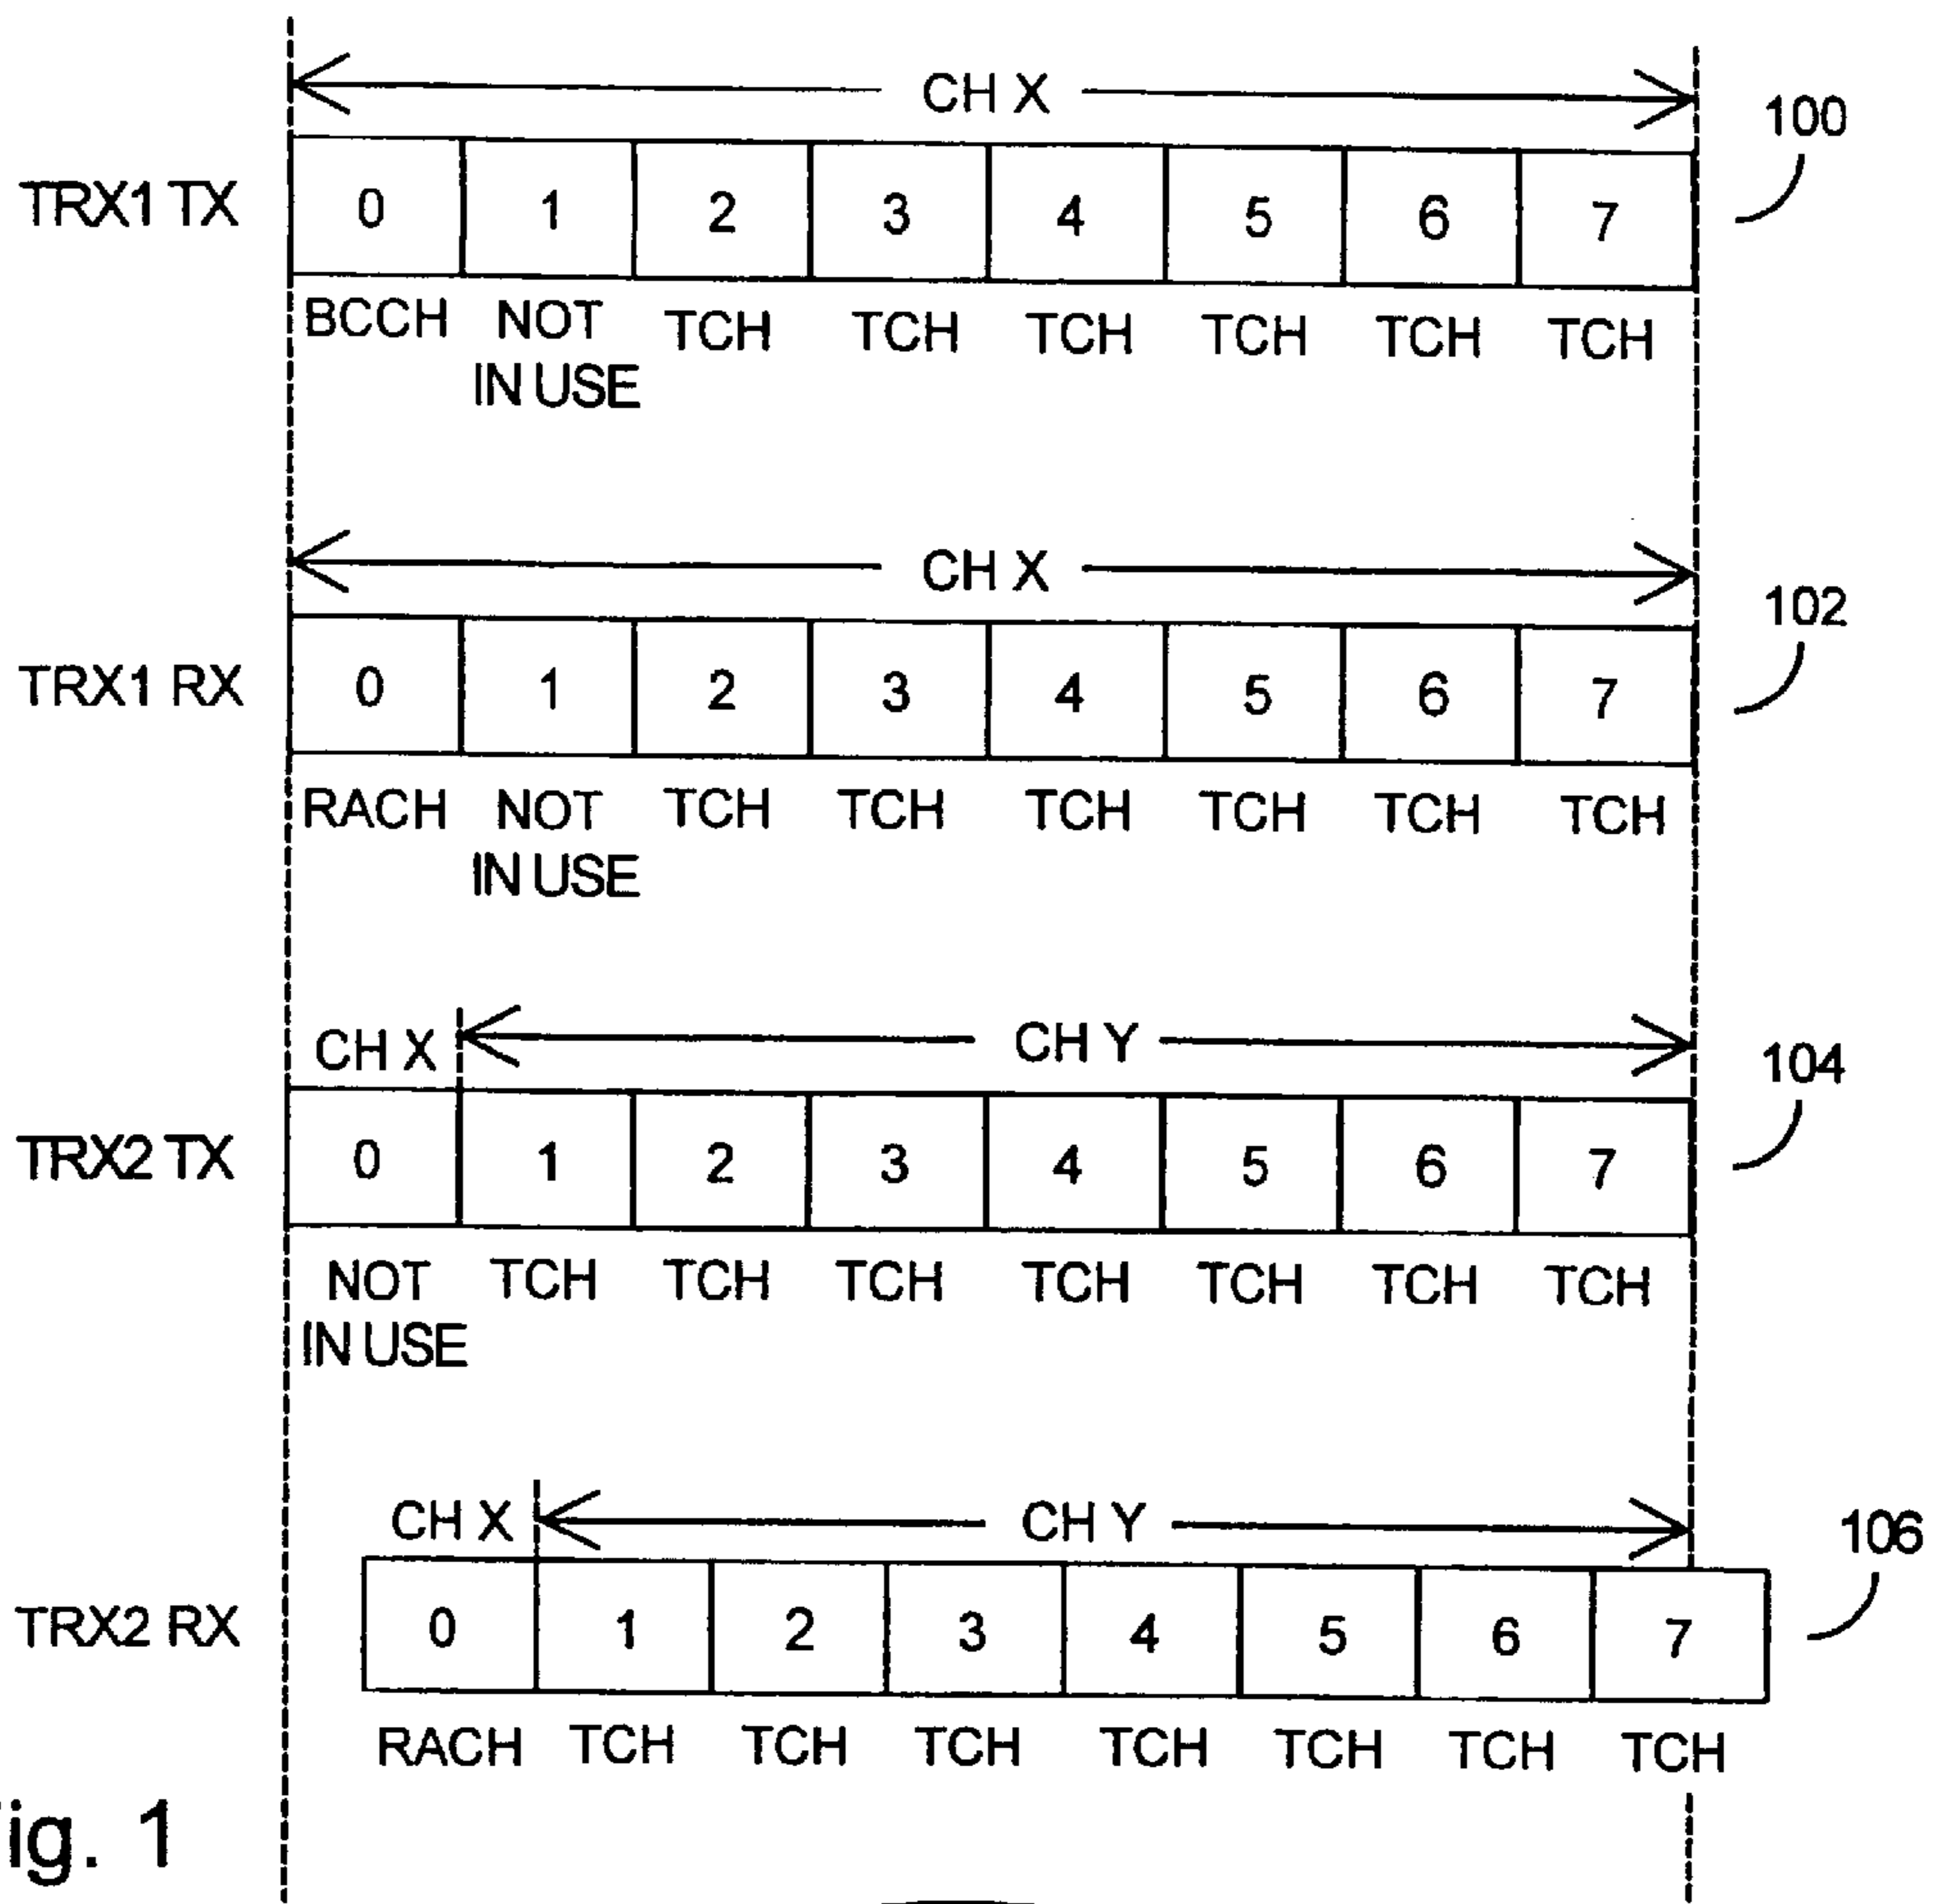 CH X
100
TRX1 TX 0 1 2 3 4 5 6 7
BCCH NOT TCH TCH TCH TCH TCH TCH
IN USE
CH X
102
TRX1 RX 0 1 2 3 4 5 6 7
RACH NOT TCH TCH TCH TCH TCH TCH
IN USE
CH X CH Y
104
TRX2 TX 0 1 2 3 4 5 6 7
NOT TCH TCH TCH TCH TCH TCH TCH
IN USE
CH X CH Y
106
TRX2 RX 0 1 2 3 4 5 6 7
RACH TCH TCH TCH TCH TCH TCH TCH
ig. 1